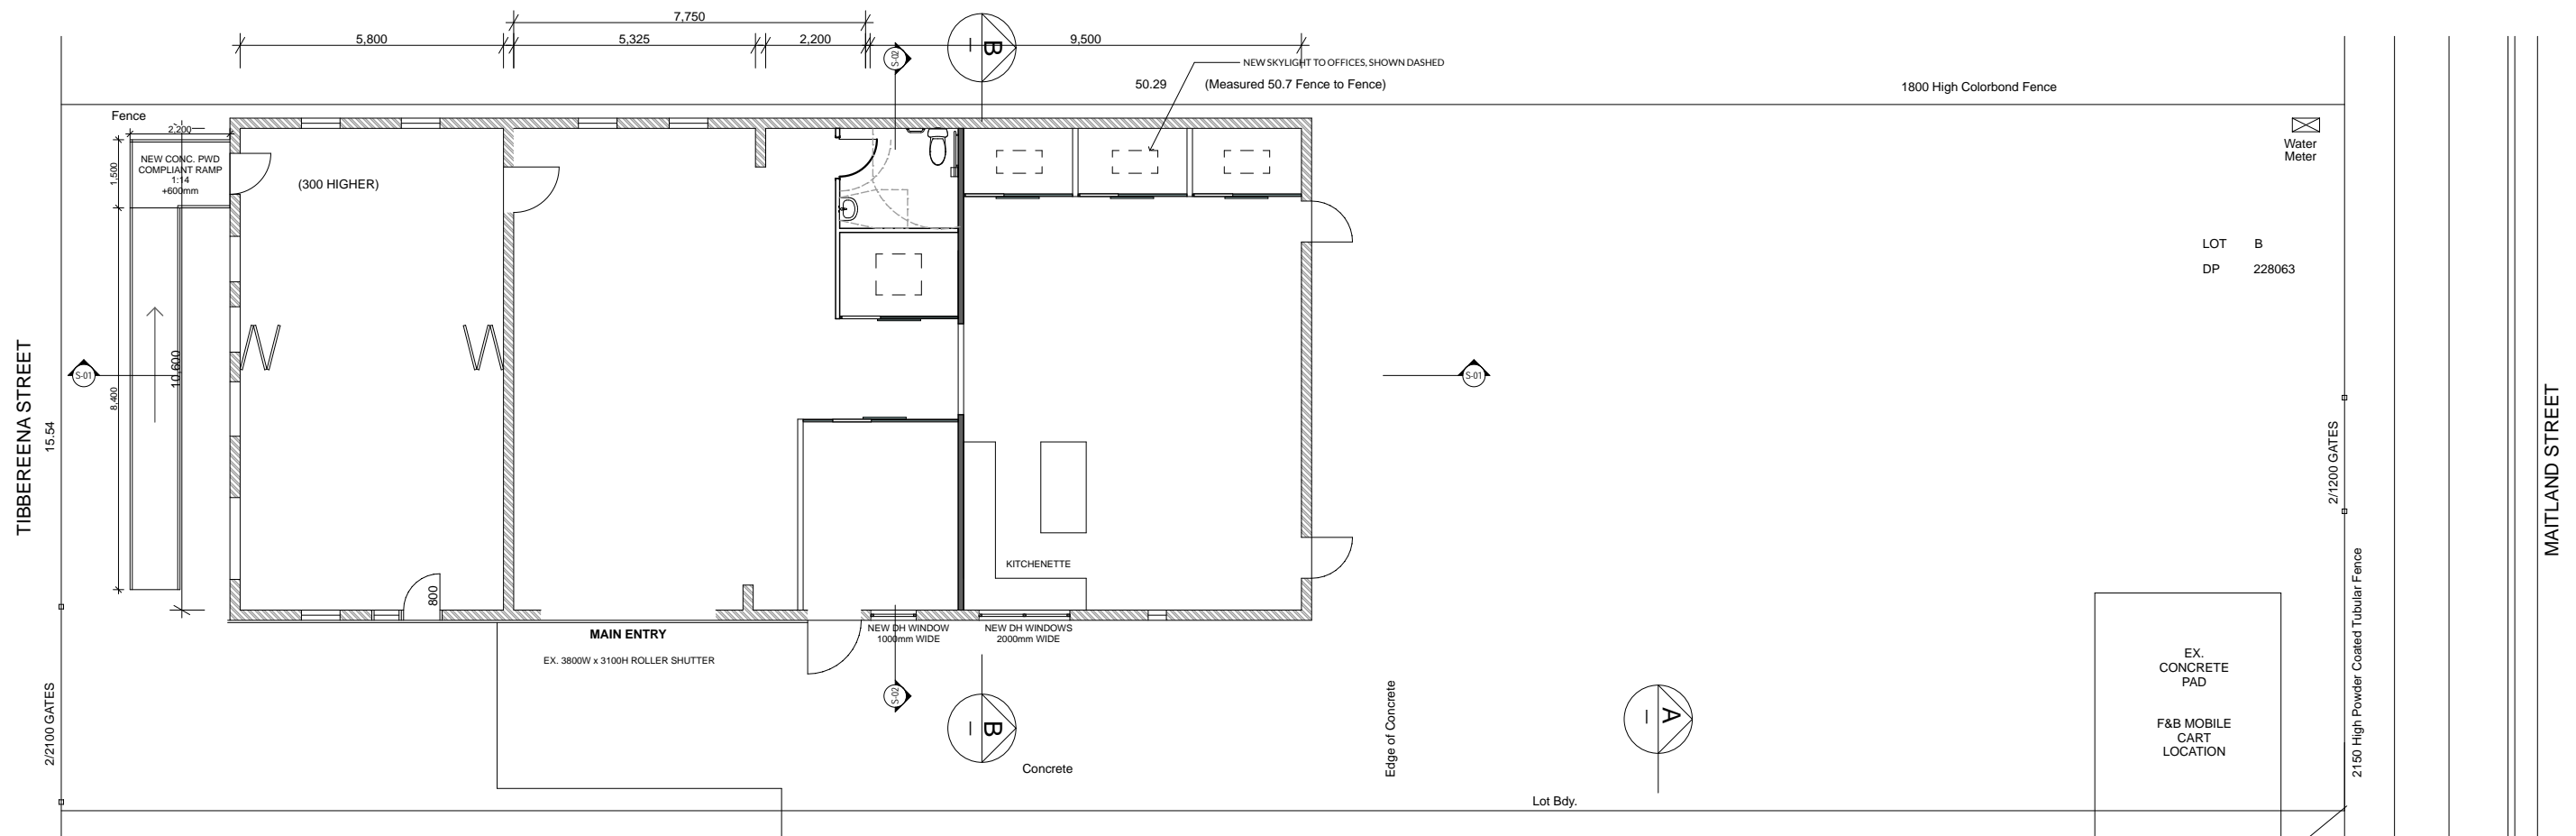 7,750
5,800
5,325
2,200
9,500
B
–
S-02
NEW SKYLIGHT TO OFFICES, SHOWN DASHED
50.29
(Measured 50.7 Fence to Fence)
1800 High Colorbond Fence
Fence
2,200
1,500
NEW CONC. PWD
COMPLIANT RAMP
1:14
+600mm
(300 HIGHER)
Water
Meter
LOT B
DP 228063
TIBBEREENA STREET
15.54
2/2100 GATES
S-01
8,400
10,600
S-01
2/1200 GATES
MAITLAND STREET
2150 High Powder Coated Tubular Fence
KITCHENETTE
800
MAIN ENTRY
EX. 3800W x 3100H ROLLER SHUTTER
NEW DH WINDOW
1000mm WIDE
NEW DH WINDOWS
2000mm WIDE
S-02
B
–
Concrete
Edge of Concrete
A
–
EX.
CONCRETE
PAD
F&B MOBILE
CART
LOCATION
Lot Bdy.